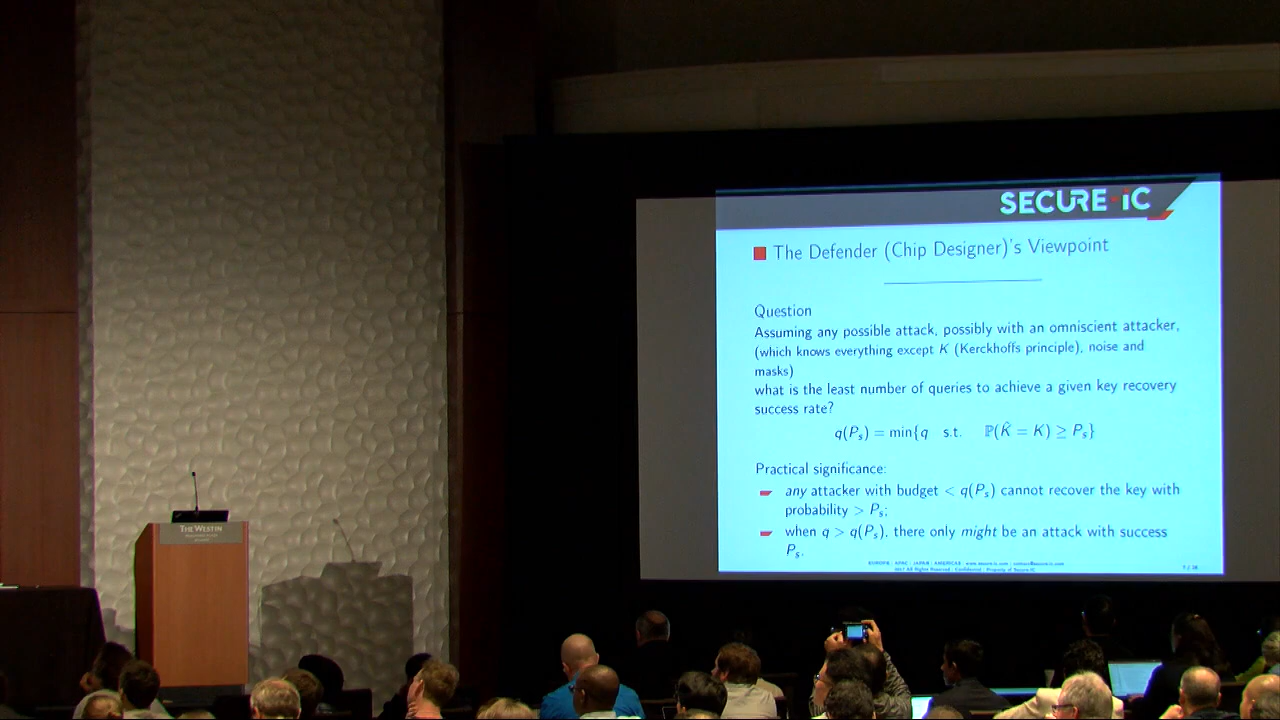 SECURE-IC
The Defender (Chip Designer)'s Viewpoint
Question
Assuming any possible attack, possibly with an omniscient attacker,
(which knows everything except K (Kerckhoffs principle), noise and
masks)
what is the least number of queries to achieve a given key recovery
success rate?
q(Pₛ) = min{q s.t. ℙ(K̂ = K) ≥ Pₛ}
Practical significance:
any attacker with budget < q(Pₛ) cannot recover the key with
probability > Pₛ;
when q > q(Pₛ), there only might be an attack with success
Pₛ.
THE WESTIN